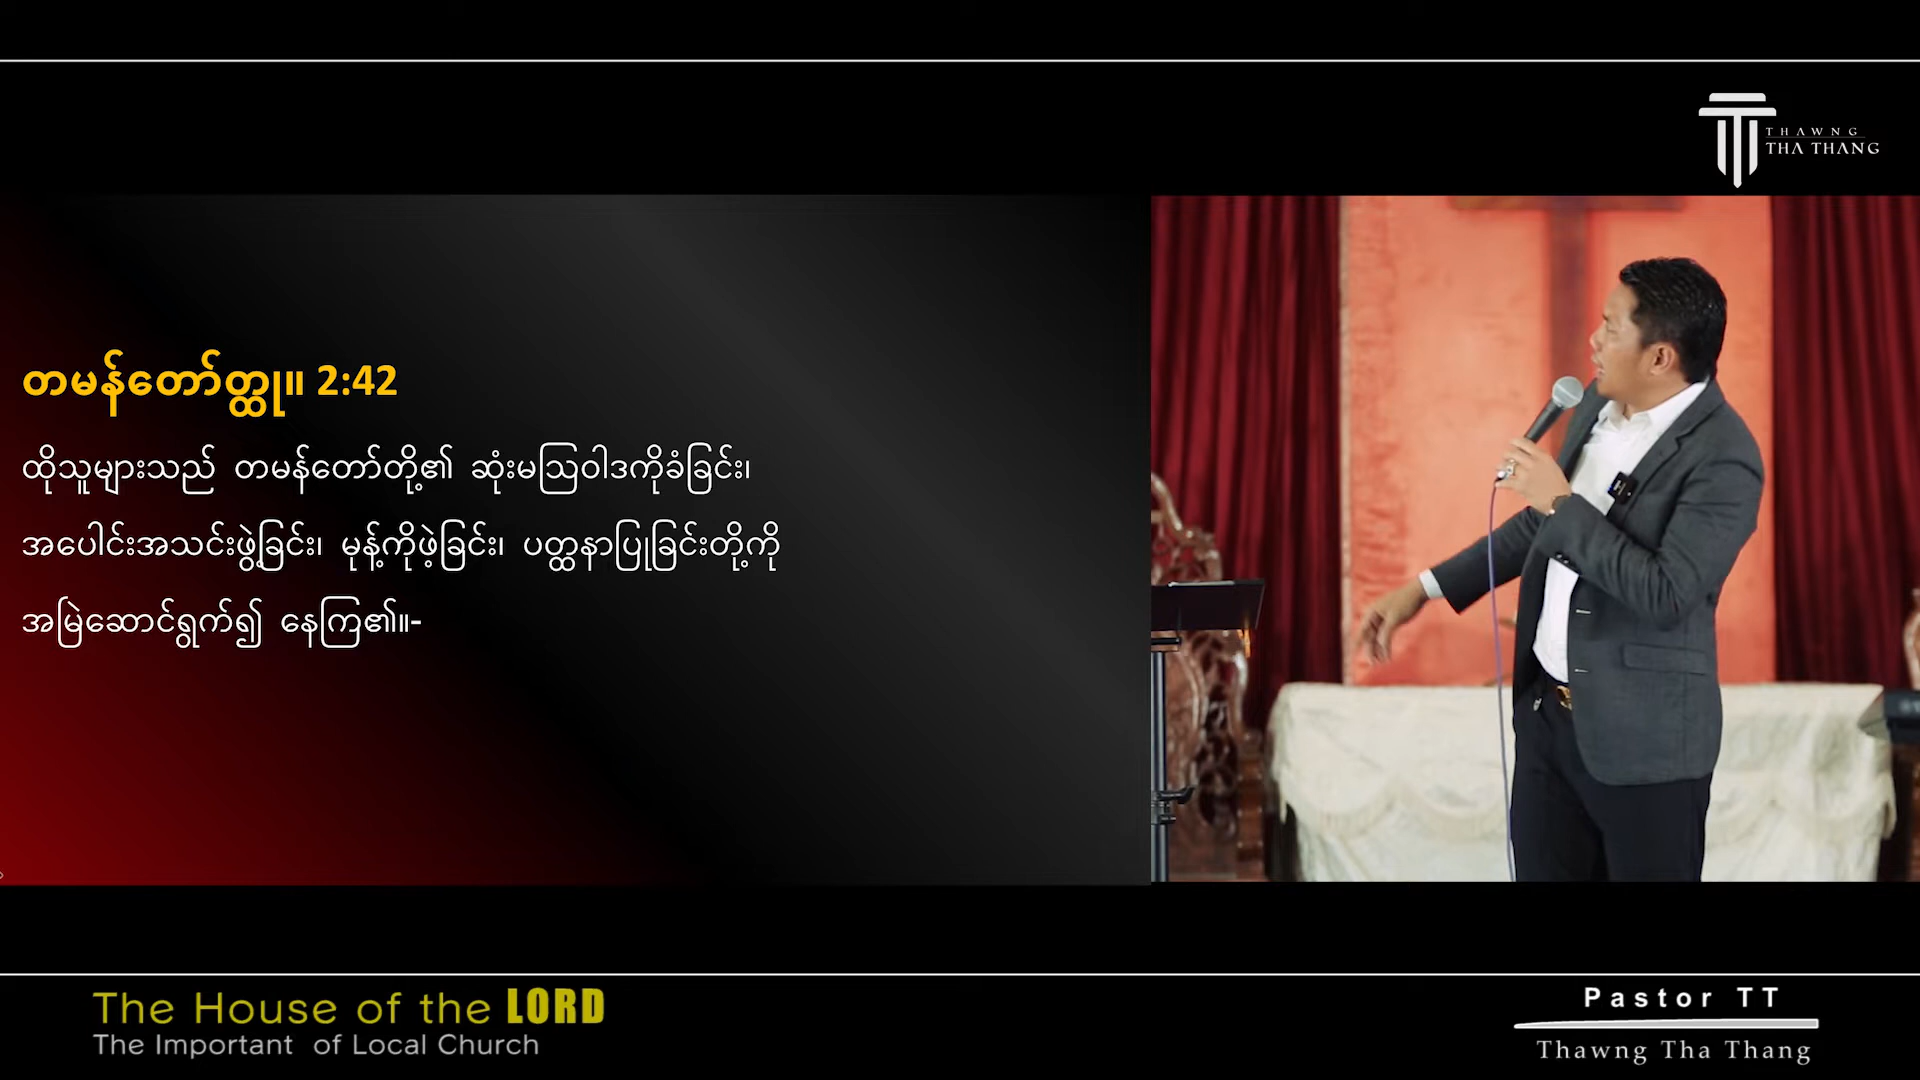 THAWNG
THA THANG
တမန်တော်ဝတ္ထု။ 2:42
ထိုသူများသည် တမန်တော်တို့၏ ဆုံးမဩဝါဒကိုခံခြင်း၊
အပေါင်းအသင်းဖွဲ့ခြင်း၊ မုန့်ကိုဖဲ့ခြင်း၊ ပတ္ထနာပြုခြင်းတို့ကို
အမြဲဆောင်ရွက်၍ နေကြ၏။-
The House of the LORD
The Important of Local Church
Pastor TT
Thawng Tha Thang